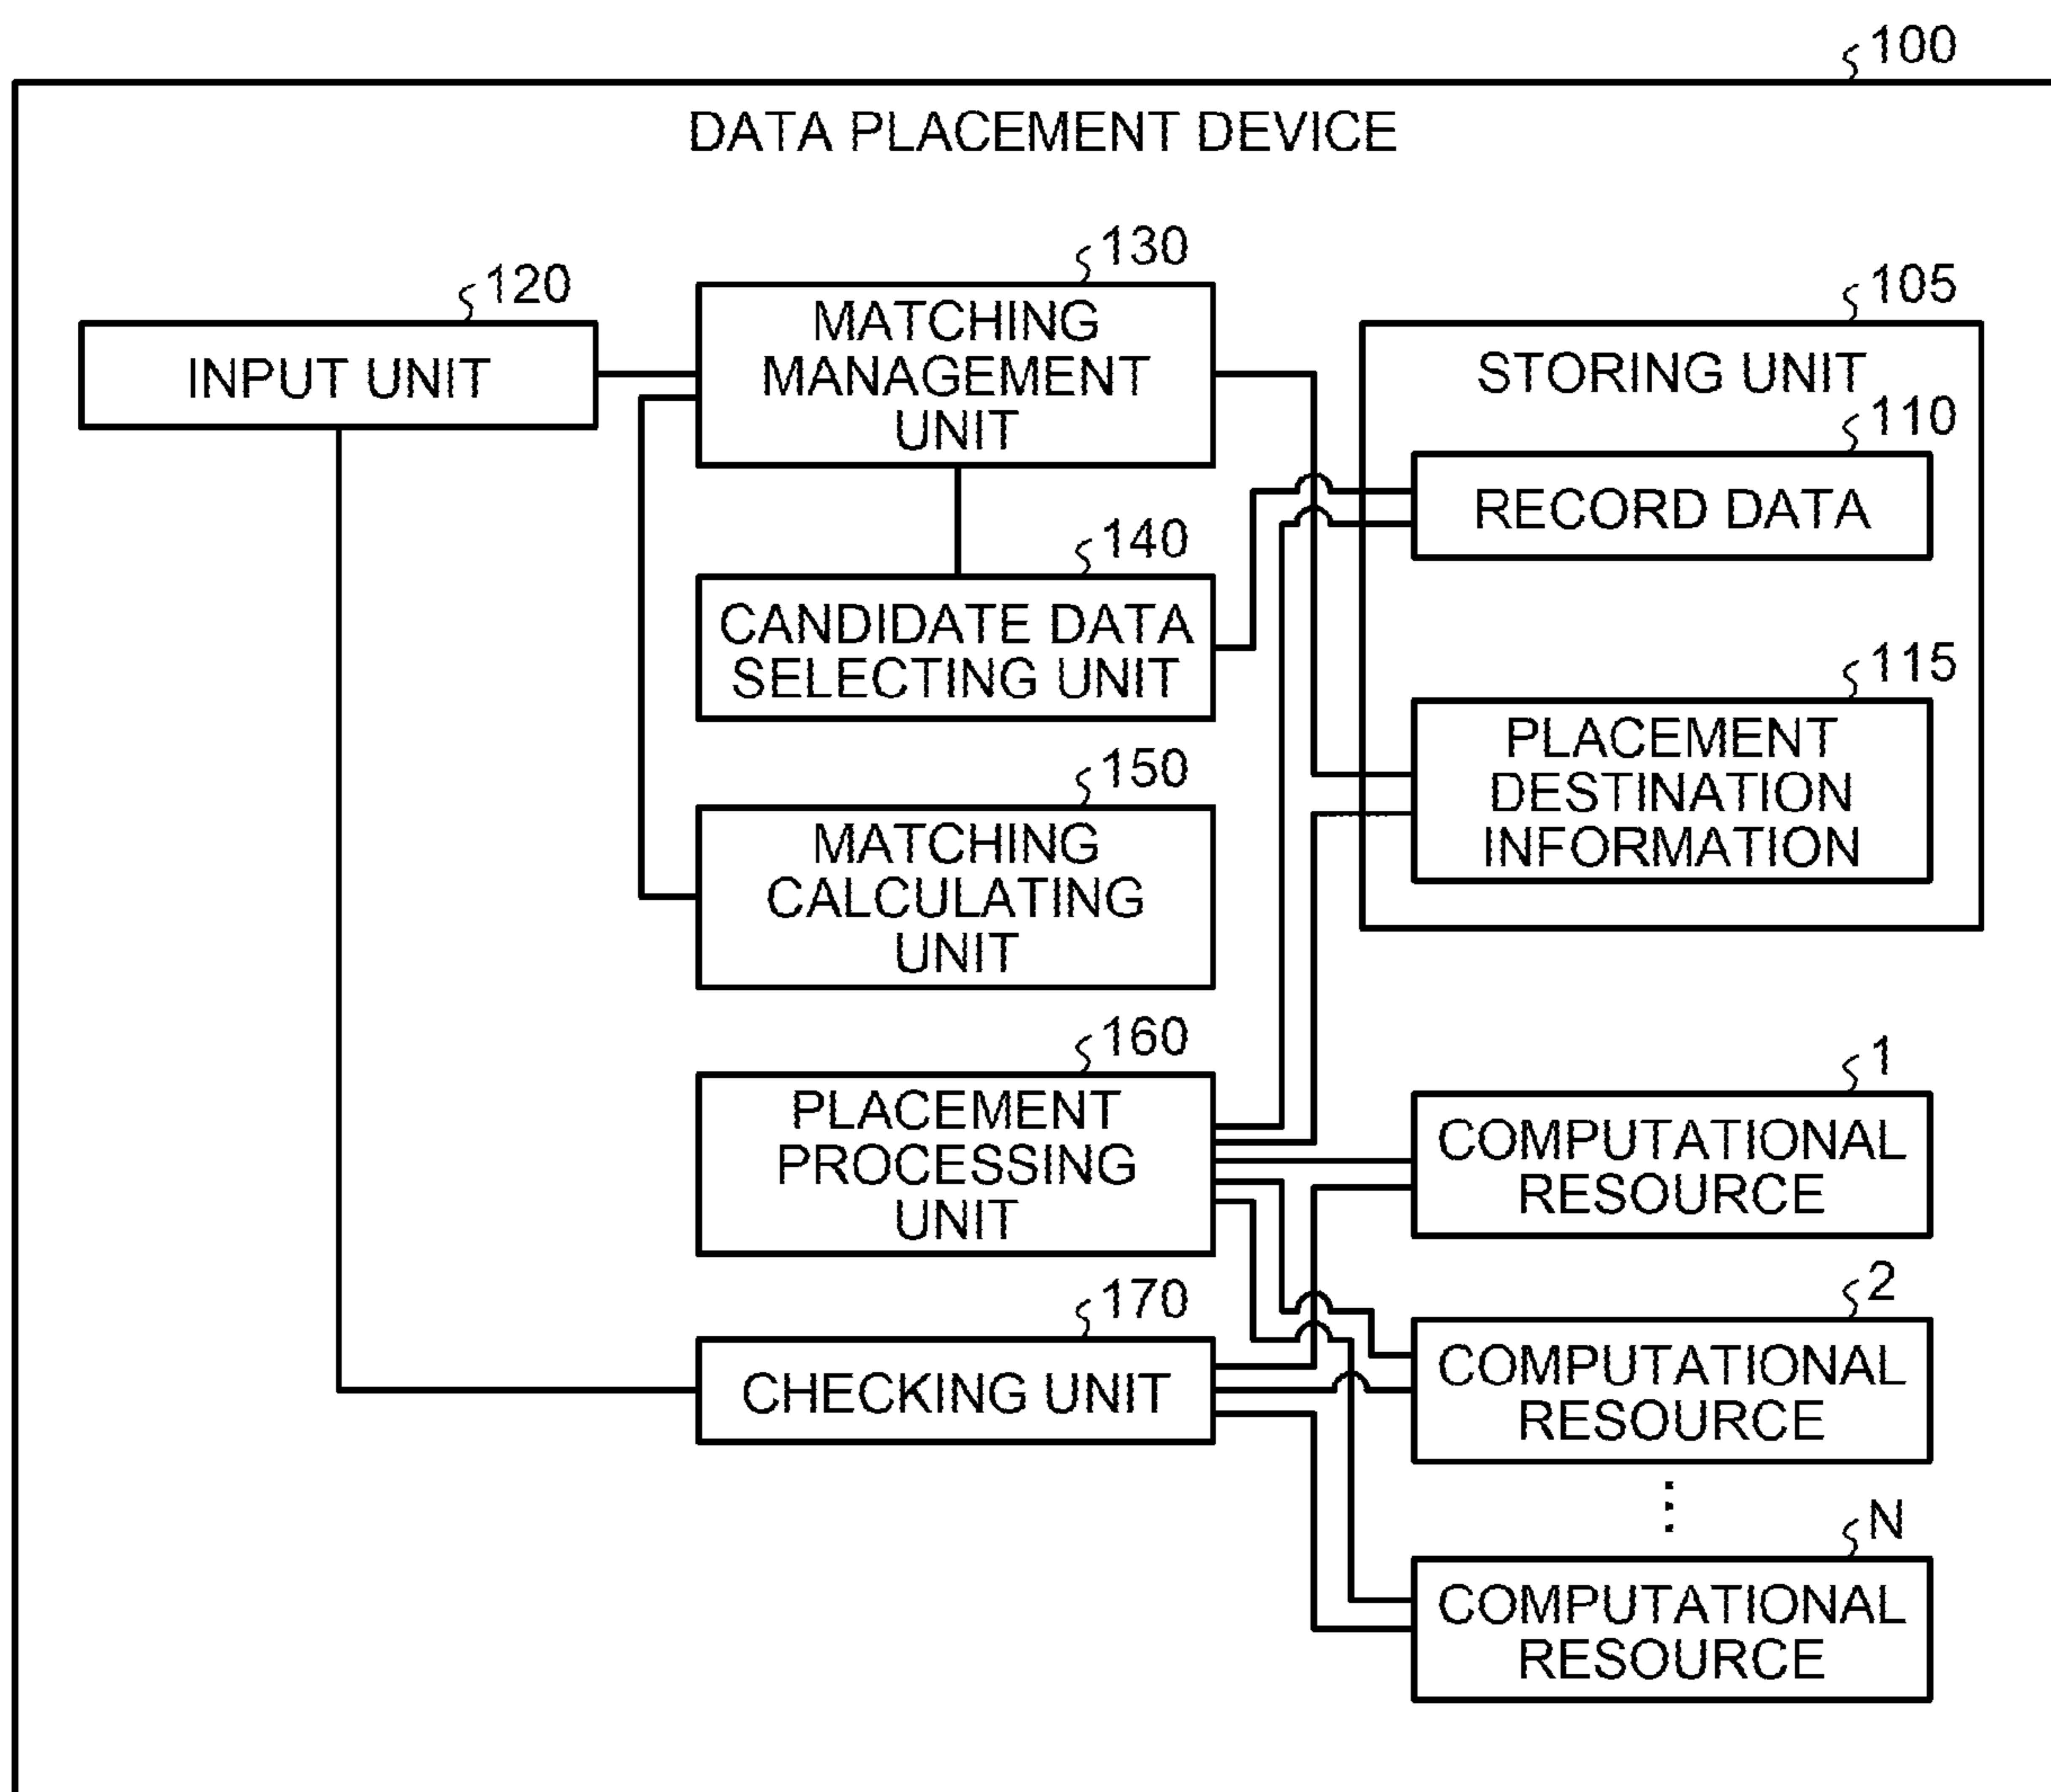 100
DATA PLACEMENT DEVICE
120
INPUT UNIT
130
MATCHING
MANAGEMENT
UNIT
140
CANDIDATE DATA
SELECTING UNIT
150
MATCHING
CALCULATING
UNIT
160
PLACEMENT
PROCESSING
UNIT
170
CHECKING UNIT
105
STORING UNIT
110
RECORD DATA
115
PLACEMENT
DESTINATION
INFORMATION
1
COMPUTATIONAL
RESOURCE
2
COMPUTATIONAL
RESOURCE
⋮
N
COMPUTATIONAL
RESOURCE